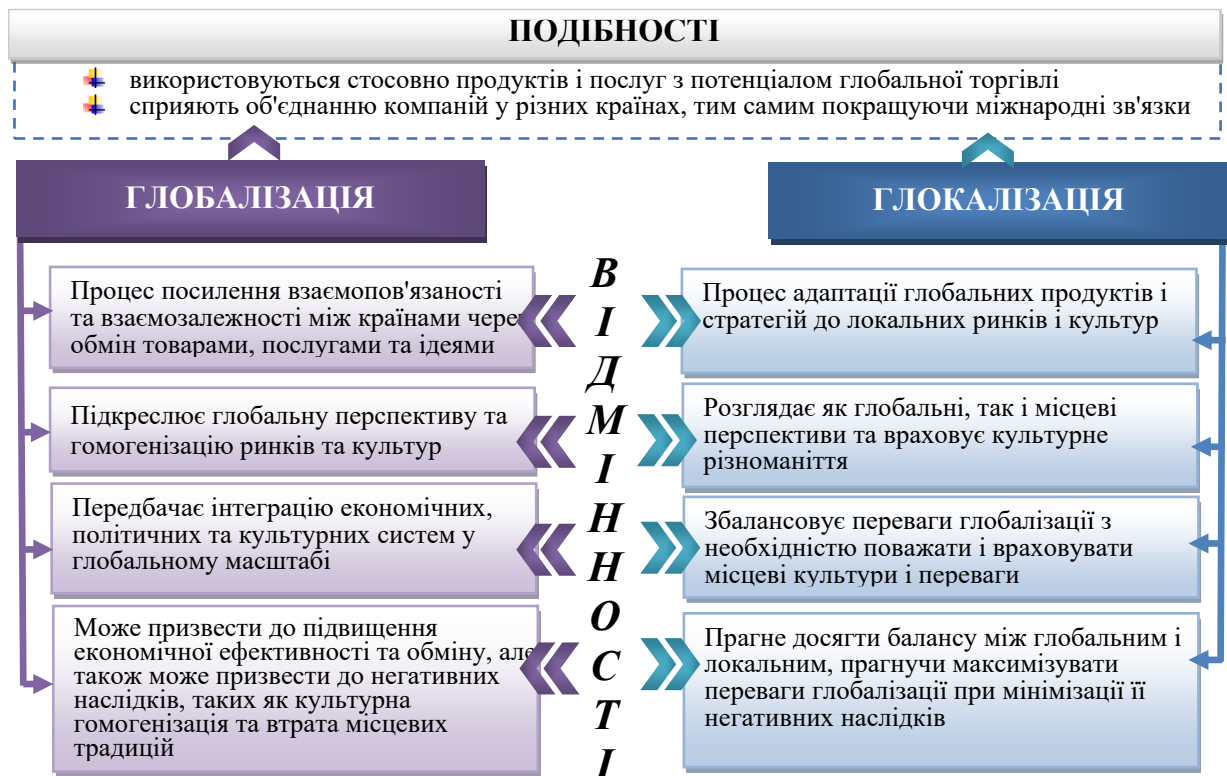 ПОДІБНОСТІ
використовуються стосовно продуктів і послуг з потенціалом глобальної торгівлі
сприяють об'єднанню компаній у різних країнах, тим самим покращуючи міжнародні зв'язки
ГЛОБАЛІЗАЦІЯ
Процес посилення взаємопов'язаності
та взаємозалежності між країнами чере
обмін товарами, послугами та ідеями
Підкреслює глобальну перспективу та
гомогенізацію ринків та культур
Передбачає інтеграцію економічних,
політичних та культурних систем у
глобальному масштабі
Може призвести до підвищення
економічної ефективності та обміну, але
також може призвести до негативних
наслідків, таких як культурна
гомогенізація та втрата місцевих
традицій
В
І
Д
М
І
Н
Н
О
С
Т
І
ГЛОКАЛІЗАЦІЯ
Процес адаптації глобальних продуктів і
стратегій до локальних ринків і культур
Розглядає як глобальні, так і місцеві
перспективи та враховує культурне
різноманіття
Збалансовує переваги глобалізації з
необхідністю поважати і враховувати
місцеві культури і переваги
Прагне досягти балансу між глобальним і
локальним, прагнучи максимізувати
переваги глобалізації при мінімізації її
негативних наслідків